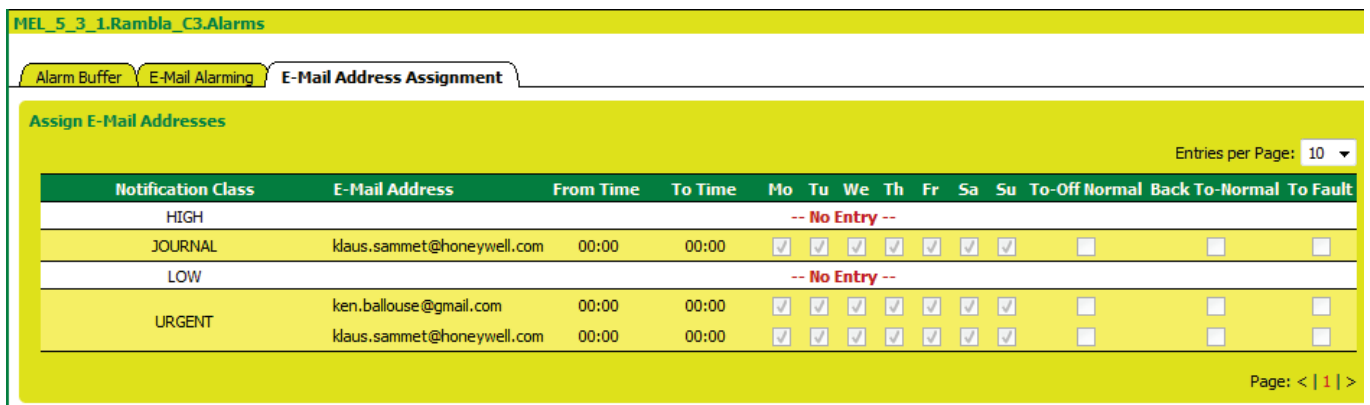 MEL_5_3_1.Rambla_C3.Alarms
Alarm Buffer E-Mail Alarming E-Mail Address Assignment
Assign E-Mail Addresses
Entries per Page: 10
Notification Class E-Mail Address From Time To Time Mo Tu We Th Fr Sa Su To-Off Normal Back To-Normal To Fault
HIGH -- No Entry --
JOURNAL klaus.sammet@honeywell.com 00:00 00:00
LOW -- No Entry --
URGENT ken.ballouse@gmail.com 00:00 00:00
klaus.sammet@honeywell.com 00:00 00:00
Page: < | 1 | >